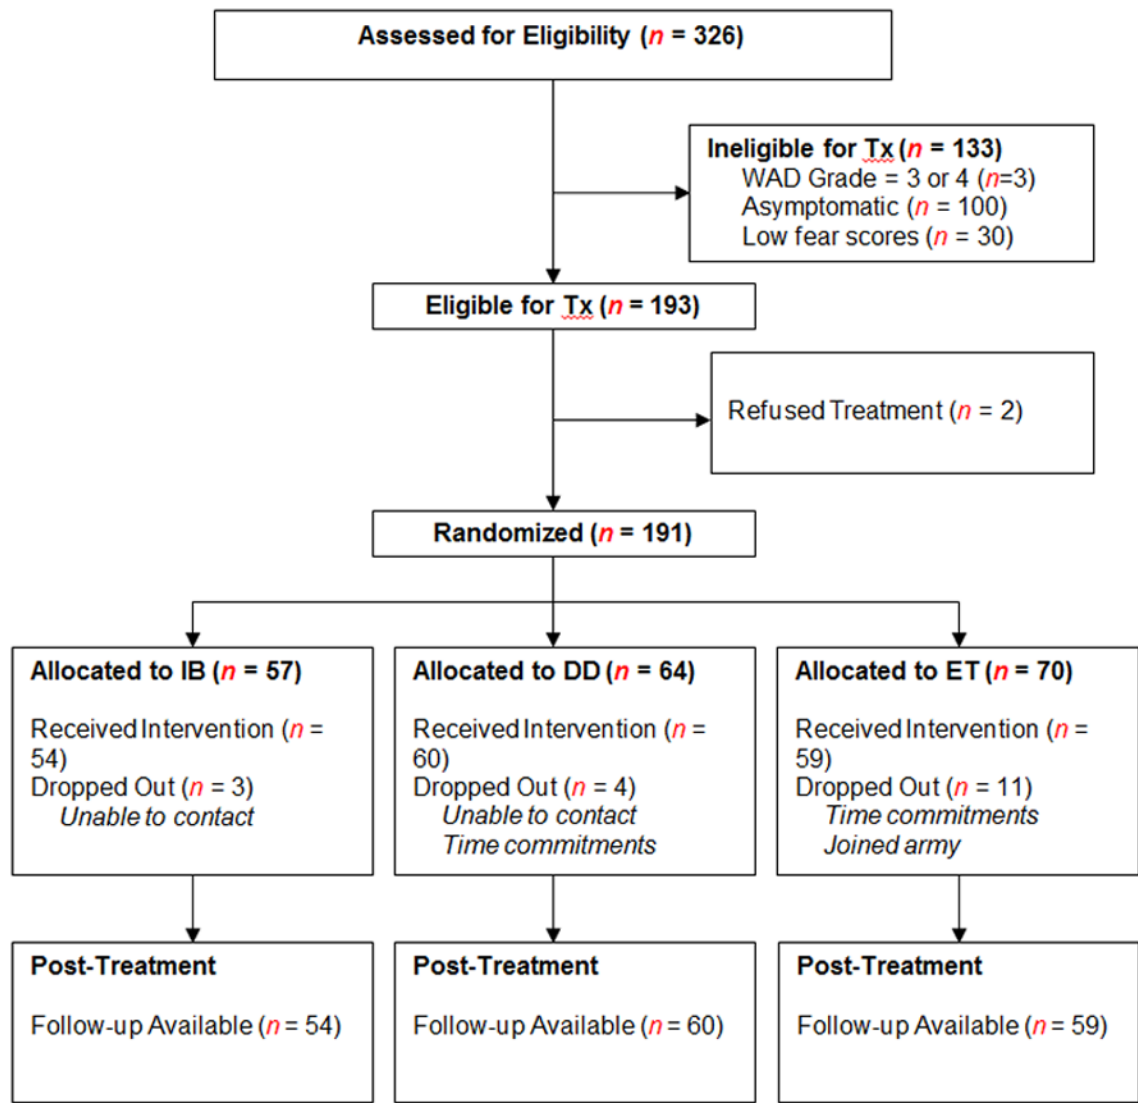 Assessed for Eligibility (n = 326)
Ineligible for Tx (n = 133)
WAD Grade = 3 or 4 (n=3)
Asymptomatic (n = 100)
Low fear scores (n = 30)
Eligible for Tx (n = 193)
Refused Treatment (n = 2)
Randomized (n = 191)
Allocated to IB (n = 57)
Received Intervention (n =
54)
Dropped Out (n = 3)
Unable to contact
Allocated to DD (n = 64)
Received Intervention (n =
60)
Dropped Out (n = 4)
Unable to contact
Time commitments
Allocated to ET (n = 70)
Received Intervention (n =
59)
Dropped Out (n = 11)
Time commitments
Joined army
Post-Treatment
Follow-up Available (n = 54)
Post-Treatment
Follow-up Available (n = 60)
Post-Treatment
Follow-up Available (n = 59)